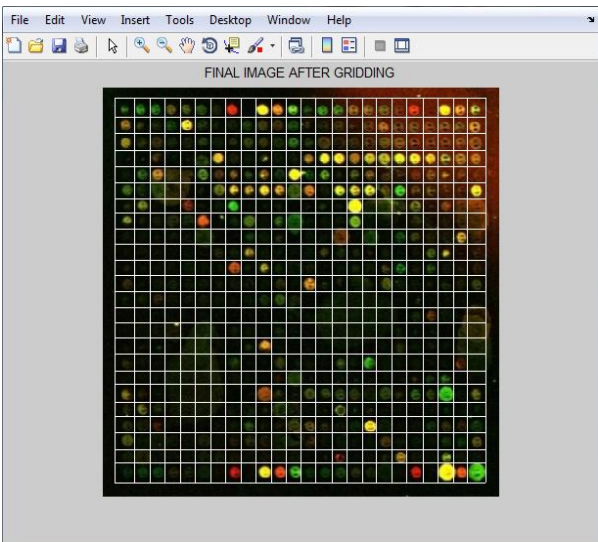 File Edit View Insert Tools Desktop Window Help
FINAL IMAGE AFTER GRIDDING